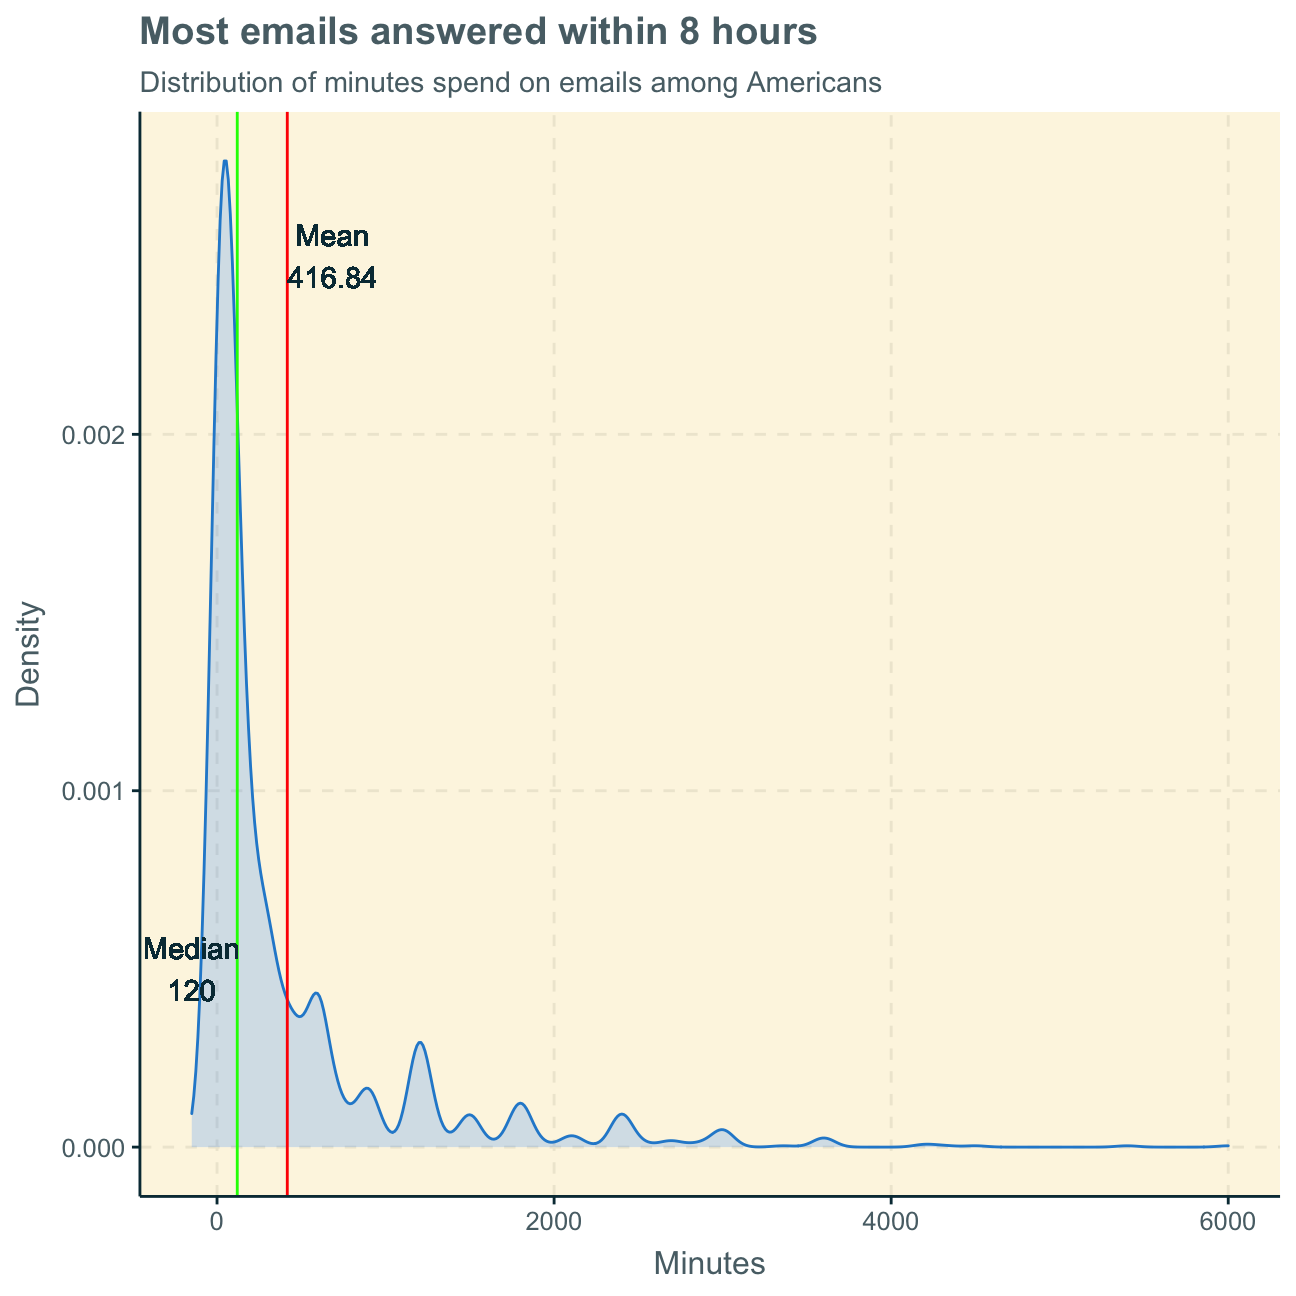 Most emails answered within 8 hours
Distribution of minutes spend on emails among Americans
Mean
416.84
0.002
Density
0.001
Median
120
0.000
0
2000
4000
6000
Minutes